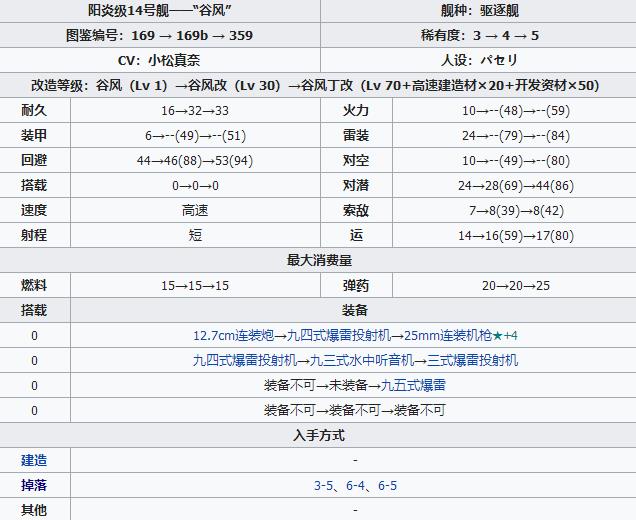 阳炎级14号舰——“谷风” 舰种：驱逐舰
图鉴编号：169 → 169b → 359 稀有度：3 → 4 → 5
CV：小松真奈 人设：パセリ
改造等级：谷风（Lv 1）→谷风改（Lv 30）→谷风丁改（Lv 70+高速建造材×20+开发资材×50）
耐久 16→32→33 火力 10→--(48)→--(59)
装甲 6→--(49)→--(51) 雷装 24→--(79)→--(84)
回避 44→46(88)→53(94) 对空 10→--(49)→--(80)
搭载 0→0→0 对潜 24→28(69)→44(86)
速度 高速 索敌 7→8(39)→8(42)
射程 短 运 14→16(59)→17(80)
最大消费量
燃料 15→15→15 弹药 20→20→25
搭载 装备
0 12.7cm连装炮→九四式爆雷投射机→25mm连装机枪★+4
0 九四式爆雷投射机→九三式水中听音机→三式爆雷投射机
0 装备不可→未装备→九五式爆雷
0 装备不可→装备不可→装备不可
入手方式
建造 -
掉落 3-5、6-4、6-5
其他 -